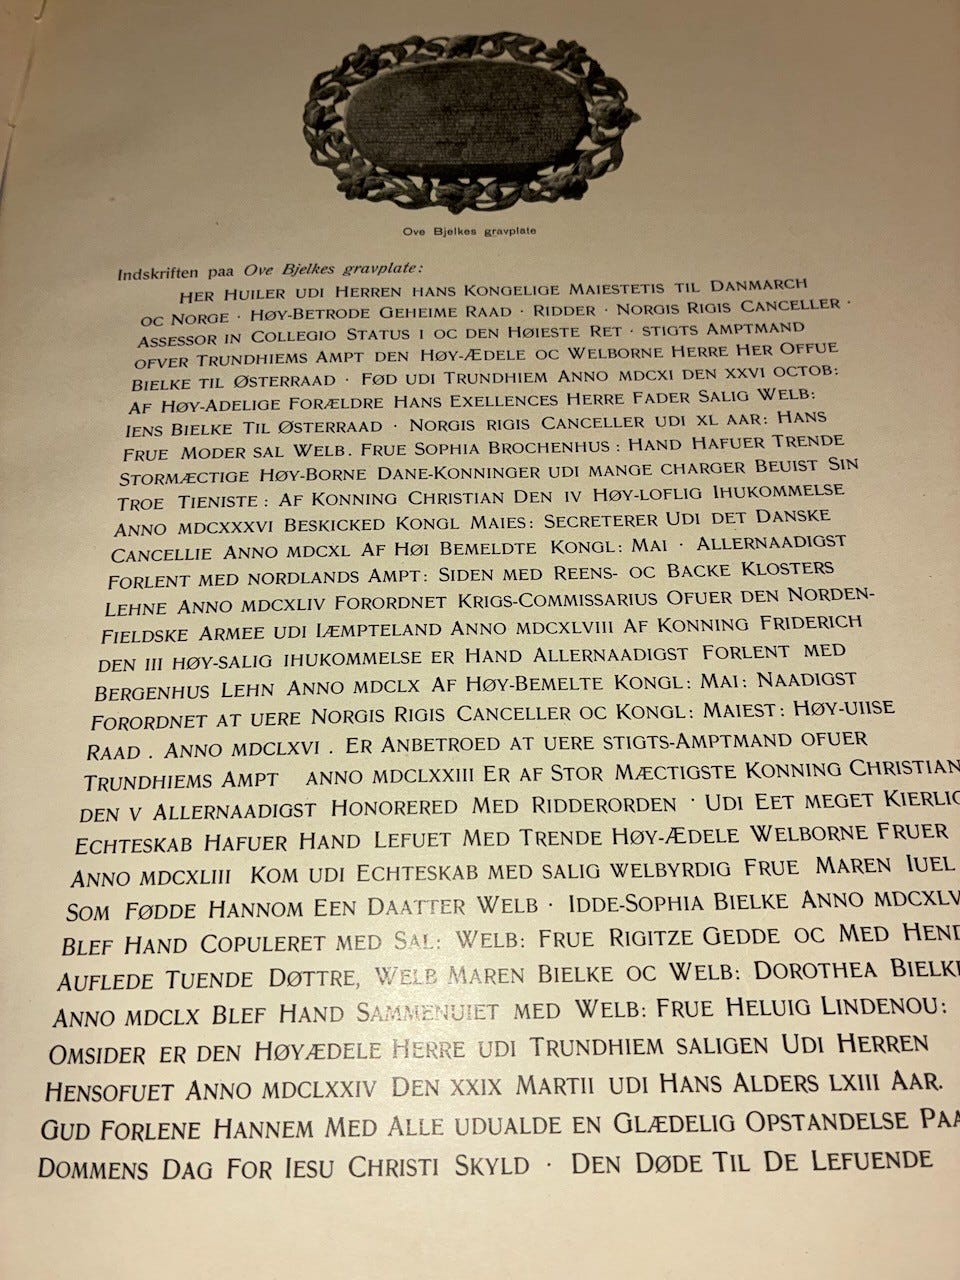 Ove Bjelkes gravplate
Indskriften paa Ove Bjelkes gravplate:
HER HUILER UDI HERREN HANS KONGELIGE MAIESTETIS TIL DANMARCH
OC NORGE · HØY-BETRODE GEHEIME RAAD · RIDDER · NORGIS RIGIS CANCELLER ·
ASSESSOR IN COLLEGIO STATUS I OC DEN HØIESTE RET · STIGTS AMPTMAND
OFVER TRUNDHIEMS AMPT DEN HØY-ÆDELE OC WELBORNE HERRE HER OFFUE
BIELKE TIL ØSTERRAAD · FØD UDI TRUNDHIEM ANNO MDCXI DEN XXVI OCTOB:
AF HØY-ADELIGE FORÆLDRE HANS EXELLENCES HERRE FADER SALIG WELB:
IENS BIELKE TIL ØSTERRAAD · NORGIS RIGIS CANCELLER UDI XL AAR: HANS
FRUE MODER SAL WELB. FRUE SOPHIA BROCHENHUS : HAND HAFUER TRENDE
STORMÆCTIGE HØY-BORNE DANE-KONNINGER UDI MANGE CHARGER BEUIST SIN
TROE TIENISTE : AF KONNING CHRISTIAN DEN IV HØY-LOFLIG IHUKOMMELSE
ANNO MDCXXXVI BESKICKED KONGL MAIES: SECRETERER UDI DET DANSKE
CANCELLIE ANNO MDCXL AF HØI BEMELDTE KONGL: MAI · ALLERNAADIGST
FORLENT MED NORDLANDS AMPT: SIDEN MED REENS- OC BACKE KLOSTERS
LEHNE ANNO MDCXLIV FORORDNET KRIGS-COMMISSARIUS OFUER DEN NORDEN-
FIELDSKE ARMEE UDI IÆMPTELAND ANNO MDCXLVIII AF KONNING FRIDERICH
DEN III HØY-SALIG IHUKOMMELSE ER HAND ALLERNAADIGST FORLENT MED
BERGENHUS LEHN ANNO MDCLX AF HØY-BEMELTE KONGL: MAI: NAADIGST
FORORDNET AT UERE NORGIS RIGIS CANCELLER OC KONGL: MAIEST: HØY-UIISE
RAAD . ANNO MDCLXVI . ER ANBETROED AT UERE STIGTS-AMPTMAND OFUER
TRUNDHIEMS AMPT ANNO MDCLXXIII ER AF STOR MÆCTIGSTE KONNING CHRISTIAN
DEN V ALLERNAADIGST HONORERED MED RIDDERORDEN · UDI EET MEGET KIERLIG
ECHTESKAB HAFUER HAND LEFUET MED TRENDE HØY-ÆDELE WELBORNE FRUER
ANNO MDCXLIII KOM UDI ECHTESKAB MED SALIG WELBYRDIG FRUE MAREN IUEL
SOM FØDDE HANNOM EEN DAATTER WELB · IDDE-SOPHIA BIELKE ANNO MDCXLV
BLEF HAND COPULERET MED SAL: WELB: FRUE RIGITZE GEDDE OC MED HEND
AUFLEDE TUENDE DØTTRE, WELB MAREN BIELKE OC WELB: DOROTHEA BIELKE
ANNO MDCLX BLEF HAND SAMMENUIET MED WELB: FRUE HELUIG LINDENOU:
OMSIDER ER DEN HØYÆDELE HERRE UDI TRUNDHIEM SALIGEN UDI HERREN
HENSOFUET ANNO MDCLXXIV DEN XXIX MARTII UDI HANS ALDERS LXIII AAR.
GUD FORLENE HANNEM MED ALLE UDUALDE EN GLÆDELIG OPSTANDELSE PAA
DOMMENS DAG FOR IESU CHRISTI SKYLD · DEN DØDE TIL DE LEFUENDE